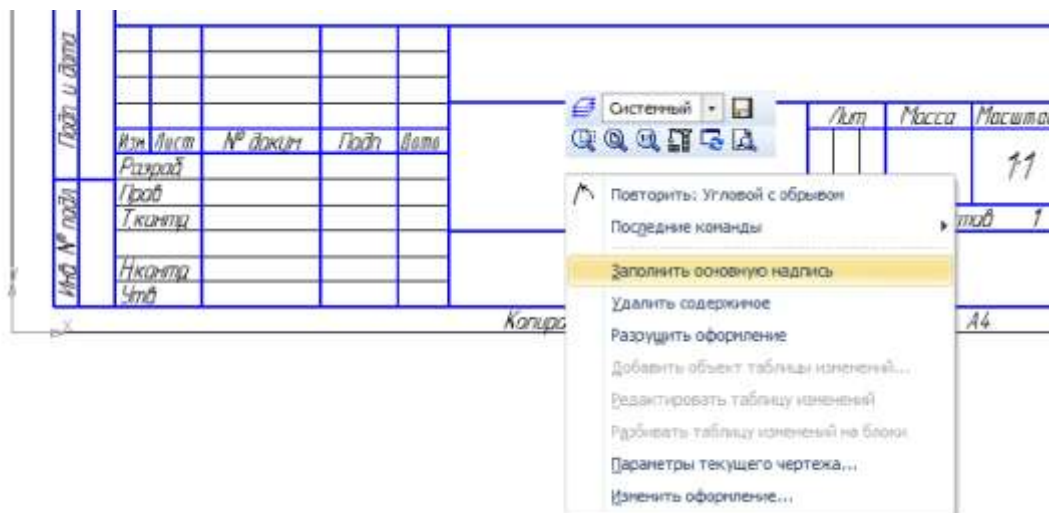 Подп и дата
Инв № подл
Изм Лист № докум Подп Дата
Разраб
Пров
Т.контр
Н.контр
Утв
Копиро
Лит Масса Масштаб
1:1
тов 1
А4
X
Системный
Повторить: Угловой с обрывом
Последние команды
Заполнить основную надпись
Удалить содержимое
Разрушить оформление
Добавить объект таблицы изменений...
Редактировать таблицу изменений
Разбивать таблицу изменений на блоки
Параметры текущего чертежа...
Изменить оформление...